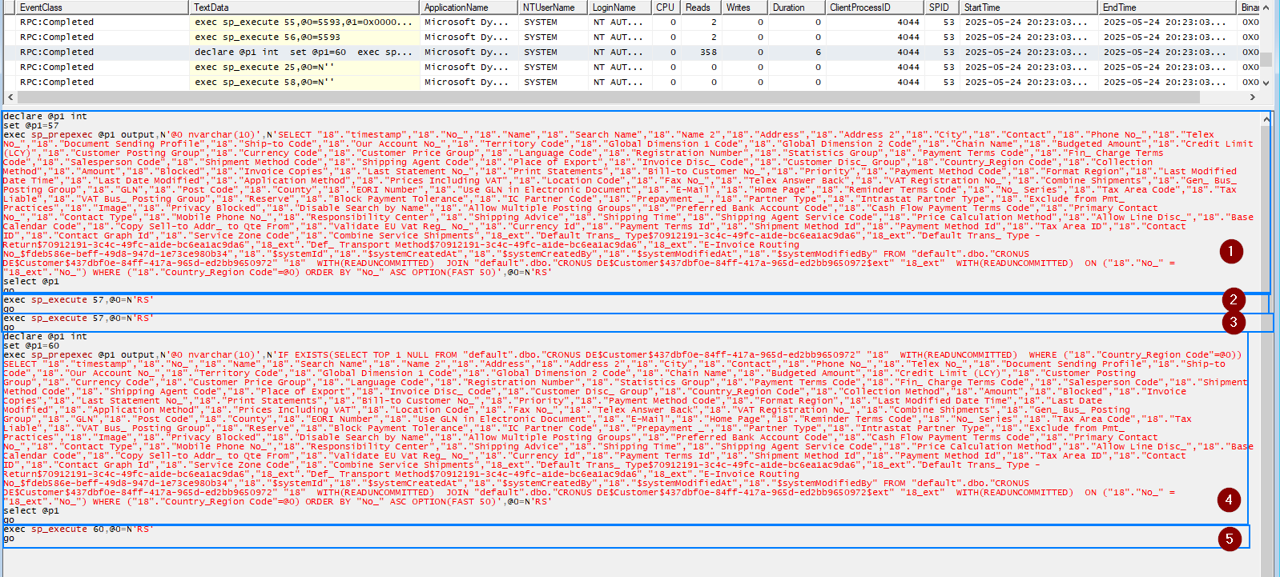 EventClass TextData ApplicationName NTUserName LoginName CPU Reads Writes Duration ClientProcessID SPID StartTime EndTime Binar
RPC:Completed exec sp_execute 55,@0=5593,@1=0x0000... Microsoft Dy... SYSTEM NT AUT... 0 2 0 0 4044 53 2025-05-24 20:23:03... 2025-05-24 20:23:03... 0X0
RPC:Completed exec sp_execute 56,@0=5593 Microsoft Dy... SYSTEM NT AUT... 0 2 0 0 4044 53 2025-05-24 20:23:03... 2025-05-24 20:23:03... 0X0
RPC:Completed declare @p1 int set @p1=60 exec sp... Microsoft Dy... SYSTEM NT AUT... 0 358 0 6 4044 53 2025-05-24 20:23:03... 2025-05-24 20:23:03... 0X0
RPC:Completed exec sp_execute 25,@0=N'' Microsoft Dy... SYSTEM NT AUT... 0 0 0 0 4044 53 2025-05-24 20:23:03... 2025-05-24 20:23:03... 0X0
RPC:Completed exec sp_execute 58,@0=N'' Microsoft Dy... SYSTEM NT AUT... 0 0 0 0 4044 53 2025-05-24 20:23:03... 2025-05-24 20:23:03... 0X0
declare @p1 int
set @p1=57
exec sp_prepexec @p1 output,N'@0 nvarchar(10)',N'SELECT "18"."timestamp","18"."No_","18"."Name","18"."Search Name","18"."Name 2","18"."Address","18"."Address 2","18"."City","18"."Contact","18"."Phone No_","18"."Telex
No_","18"."Document Sending Profile","18"."Ship-to Code","18"."Our Account No_","18"."Territory Code","18"."Global Dimension 1 Code","18"."Global Dimension 2 Code","18"."Chain Name","18"."Budgeted Amount","18"."Credit Limit
(LCY)","18"."Customer Posting Group","18"."Currency Code","18"."Customer Price Group","18"."Language Code","18"."Registration Number","18"."Statistics Group","18"."Payment Terms Code","18"."Fin_ Charge Terms
Code","18"."Salesperson Code","18"."Shipment Method Code","18"."Shipping Agent Code","18"."Place of Export","18"."Invoice Disc_ Code","18"."Customer Disc_ Group","18"."Country_Region Code","18"."Collection
Method","18"."Amount","18"."Blocked","18"."Invoice Copies","18"."Last Statement No_","18"."Print Statements","18"."Bill-to Customer No_","18"."Priority","18"."Payment Method Code","18"."Format Region","18"."Last Modified
Date Time","18"."Last Date Modified","18"."Application Method","18"."Prices Including VAT","18"."Location Code","18"."Fax No_","18"."Telex Answer Back","18"."VAT Registration No_","18"."Combine Shipments","18"."Gen_ Bus_
Posting Group","18"."GLN","18"."Post Code","18"."County","18"."EORI Number","18"."Use GLN in Electronic Document","18"."E-Mail","18"."Home Page","18"."Reminder Terms Code","18"."No_ Series","18"."Tax Area Code","18"."Tax
Liable","18"."VAT Bus_ Posting Group","18"."Reserve","18"."Block Payment Tolerance","18"."IC Partner Code","18"."Prepayment _","18"."Partner Type","18"."Intrastat Partner Type","18"."Exclude from Pmt_
Practices","18"."Image","18"."Privacy Blocked","18"."Disable Search by Name","18"."Allow Multiple Posting Groups","18"."Preferred Bank Account Code","18"."Cash Flow Payment Terms Code","18"."Primary Contact
No_","18"."Contact Type","18"."Mobile Phone No_","18"."Responsibility Center","18"."Shipping Advice","18"."Shipping Time","18"."Shipping Agent Service Code","18"."Price Calculation Method","18"."Allow Line Disc_","18"."Base
Calendar Code","18"."Copy Sell-to Addr_ to Qte From","18"."Validate EU Vat Reg_ No_","18"."Currency Id","18"."Payment Terms Id","18"."Shipment Method Id","18"."Payment Method Id","18"."Tax Area ID","18"."Contact
ID","18"."Contact Graph Id","18"."Service Zone Code","18"."Combine Service Shipments","18_ext"."Default Trans_ Type$70912191-3c4c-49fc-a1de-bc6ea1ac9da6","18_ext"."Default Trans_ Type -
Return$70912191-3c4c-49fc-a1de-bc6ea1ac9da6","18_ext"."Def_ Transport Method$70912191-3c4c-49fc-a1de-bc6ea1ac9da6","18_ext"."E-Invoice Routing
No_$fdeb586e-beff-49d8-947d-1e73ce980b34","18"."$systemId","18"."$systemCreatedAt","18"."$systemCreatedBy","18"."$systemModifiedAt","18"."$systemModifiedBy" FROM "default".dbo."CRONUS
DE$Customer$437dbf0e-84ff-417a-965d-ed2bb9650972" "18" WITH(READUNCOMMITTED) JOIN "default".dbo."CRONUS DE$Customer$437dbf0e-84ff-417a-965d-ed2bb9650972$ext" "18_ext" WITH(READUNCOMMITTED) ON ("18"."No_" =
"18_ext"."No_") WHERE ("18"."Country_Region Code"=@0) ORDER BY "No_" ASC OPTION(FAST 50)',@0=N'RS'
select @p1
go
1
exec sp_execute 57,@0=N'RS'
go
2
exec sp_execute 57,@0=N'RS'
go
3
declare @p1 int
set @p1=60
exec sp_prepexec @p1 output,N'@0 nvarchar(10)',N'IF EXISTS(SELECT TOP 1 NULL FROM "default".dbo."CRONUS DE$Customer$437dbf0e-84ff-417a-965d-ed2bb9650972" "18" WITH(READUNCOMMITTED) WHERE ("18"."Country_Region Code"=@0))
SELECT "18"."timestamp","18"."No_","18"."Name","18"."Search Name","18"."Name 2","18"."Address","18"."Address 2","18"."City","18"."Contact","18"."Phone No_","18"."Telex No_","18"."Document Sending Profile","18"."Ship-to
Code","18"."Our Account No_","18"."Territory Code","18"."Global Dimension 1 Code","18"."Global Dimension 2 Code","18"."Chain Name","18"."Budgeted Amount","18"."Credit Limit (LCY)","18"."Customer Posting
Group","18"."Currency Code","18"."Customer Price Group","18"."Language Code","18"."Registration Number","18"."Statistics Group","18"."Payment Terms Code","18"."Fin_ Charge Terms Code","18"."Salesperson Code","18"."Shipment
Method Code","18"."Shipping Agent Code","18"."Place of Export","18"."Invoice Disc_ Code","18"."Customer Disc_ Group","18"."Country_Region Code","18"."Collection Method","18"."Amount","18"."Blocked","18"."Invoice
Copies","18"."Last Statement No_","18"."Print Statements","18"."Bill-to Customer No_","18"."Priority","18"."Payment Method Code","18"."Format Region","18"."Last Modified Date Time","18"."Last Date
Modified","18"."Application Method","18"."Prices Including VAT","18"."Location Code","18"."Fax No_","18"."Telex Answer Back","18"."VAT Registration No_","18"."Combine Shipments","18"."Gen_ Bus_ Posting
Group","18"."GLN","18"."Post Code","18"."County","18"."EORI Number","18"."Use GLN in Electronic Document","18"."E-Mail","18"."Home Page","18"."Reminder Terms Code","18"."No_ Series","18"."Tax Area Code","18"."Tax
Liable","18"."VAT Bus_ Posting Group","18"."Reserve","18"."Block Payment Tolerance","18"."IC Partner Code","18"."Prepayment _","18"."Partner Type","18"."Intrastat Partner Type","18"."Exclude from Pmt_
Practices","18"."Image","18"."Privacy Blocked","18"."Disable Search by Name","18"."Allow Multiple Posting Groups","18"."Preferred Bank Account Code","18"."Cash Flow Payment Terms Code","18"."Primary Contact
No_","18"."Contact Type","18"."Mobile Phone No_","18"."Responsibility Center","18"."Shipping Advice","18"."Shipping Time","18"."Shipping Agent Service Code","18"."Price Calculation Method","18"."Allow Line Disc_","18"."Base
Calendar Code","18"."Copy Sell-to Addr_ to Qte From","18"."Validate EU Vat Reg_ No_","18"."Currency Id","18"."Payment Terms Id","18"."Shipment Method Id","18"."Payment Method Id","18"."Tax Area ID","18"."Contact
ID","18"."Contact Graph Id","18"."Service Zone Code","18"."Combine Service Shipments","18_ext"."Default Trans_ Type$70912191-3c4c-49fc-a1de-bc6ea1ac9da6","18_ext"."Default Trans_ Type -
Return$70912191-3c4c-49fc-a1de-bc6ea1ac9da6","18_ext"."Def_ Transport Method$70912191-3c4c-49fc-a1de-bc6ea1ac9da6","18_ext"."E-Invoice Routing
No_$fdeb586e-beff-49d8-947d-1e73ce980b34","18"."$systemId","18"."$systemCreatedAt","18"."$systemCreatedBy","18"."$systemModifiedAt","18"."$systemModifiedBy" FROM "default".dbo."CRONUS
DE$Customer$437dbf0e-84ff-417a-965d-ed2bb9650972" "18" WITH(READUNCOMMITTED) JOIN "default".dbo."CRONUS DE$Customer$437dbf0e-84ff-417a-965d-ed2bb9650972$ext" "18_ext" WITH(READUNCOMMITTED) ON ("18"."No_" =
"18_ext"."No_") WHERE ("18"."Country_Region Code"=@0) ORDER BY "No_" ASC OPTION(FAST 50)',@0=N'RS'
select @p1
go
4
exec sp_execute 60,@0=N'RS'
go
5